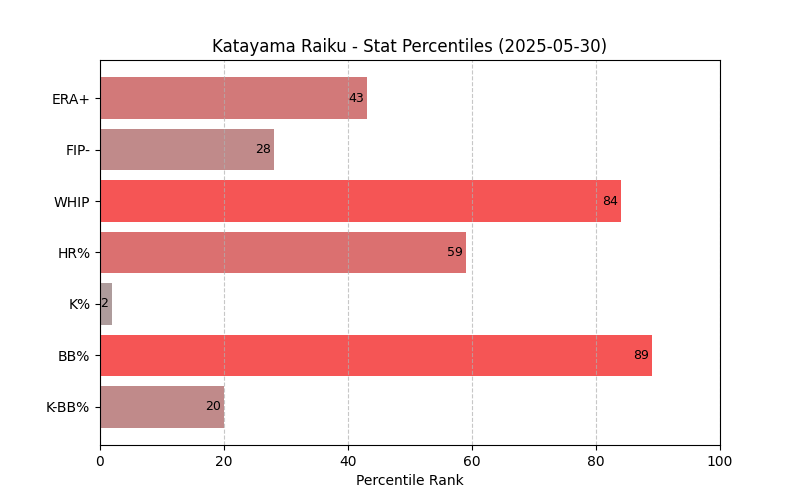 Katayama Raiku - Stat Percentiles (2025-05-30)
ERA+ 43
FIP- 28
WHIP 84
HR% 59
K% 2
BB% 89
K-BB% 20
0 20 40 60 80 100
Percentile Rank